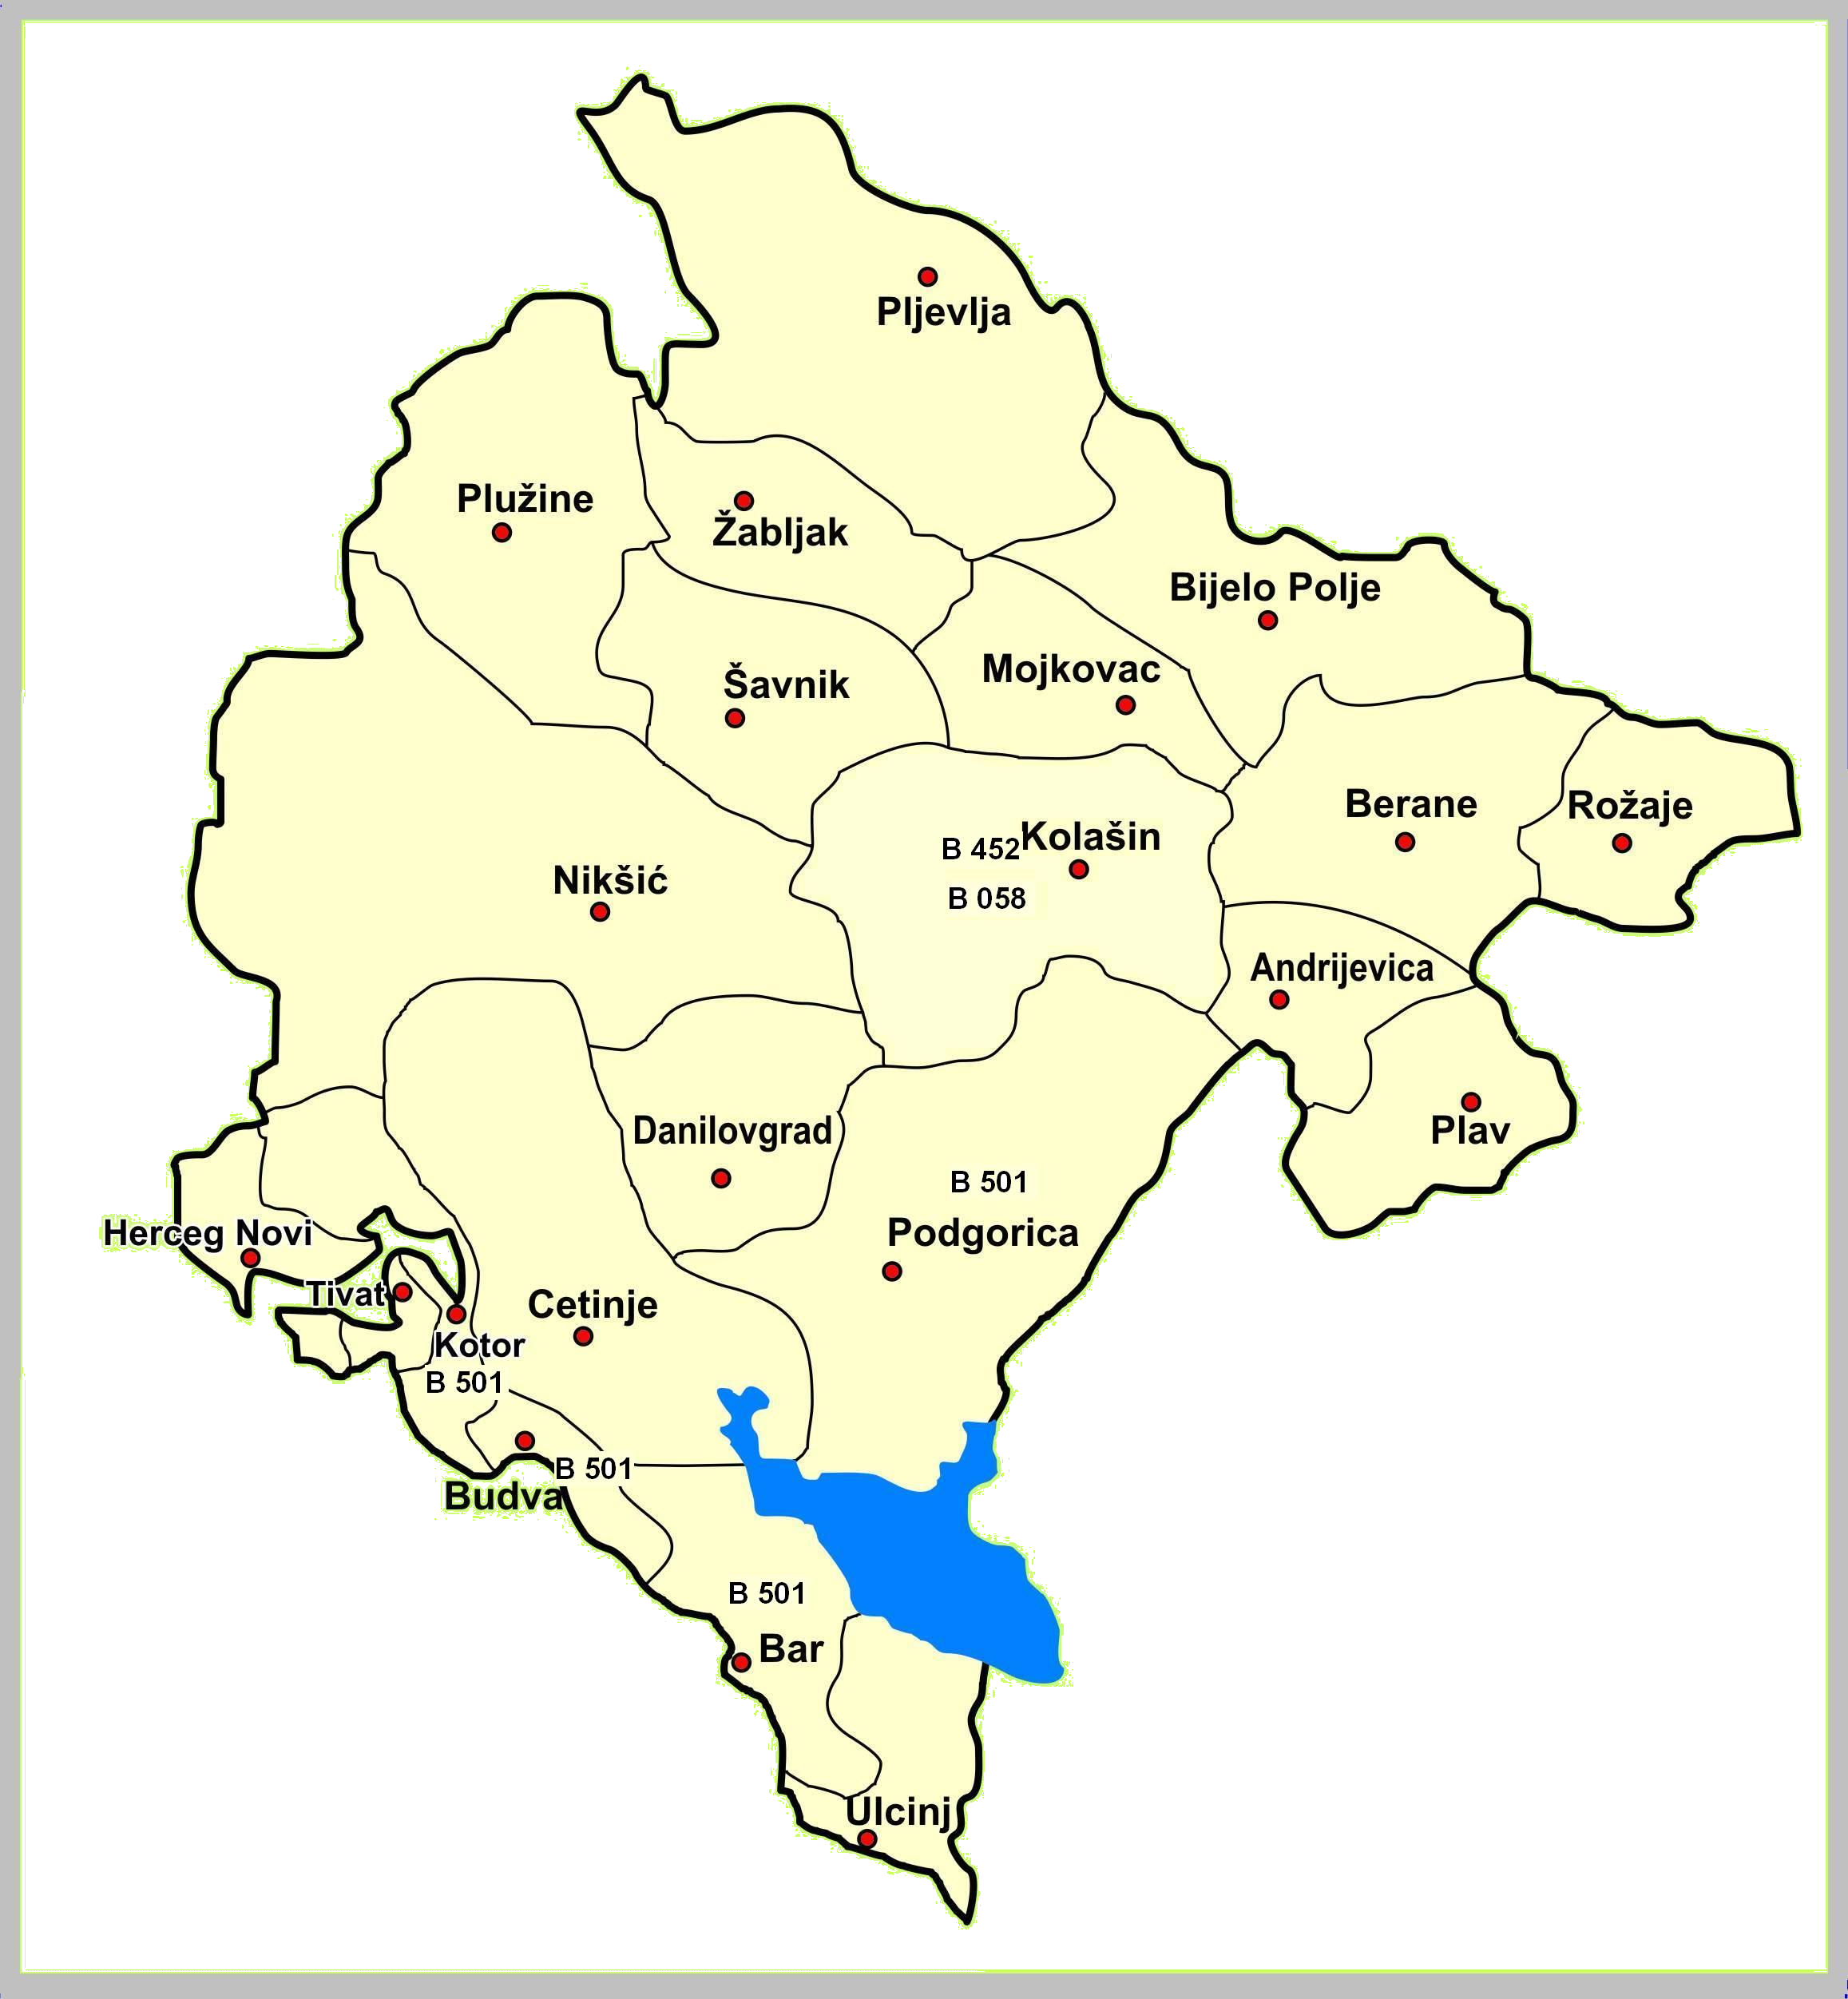 Pljevlja
Plužine
Žabljak
Bijelo Polje
Šavnik
Mojkovac
Berane
Rožaje
B 452
Kolašin
B 058
Nikšić
Andrijevica
Danilovgrad
Plav
B 501
Podgorica
Herceg Novi
Tivat
Cetinje
Kotor
B 501
B 501
Budva
B 501
Bar
Ulcinj